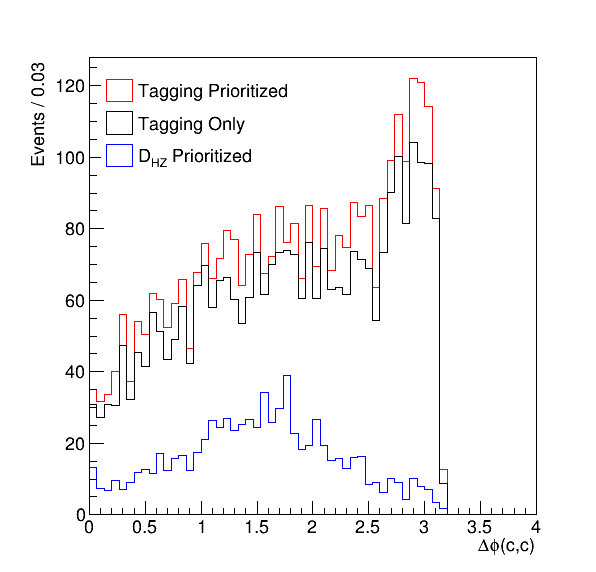 Events / 0.03
120
100
80
60
40
20
0
Tagging Prioritized
Tagging Only
D_HZ Prioritized
0 0.5 1 1.5 2 2.5 3 3.5 4
Δϕ(c,c)